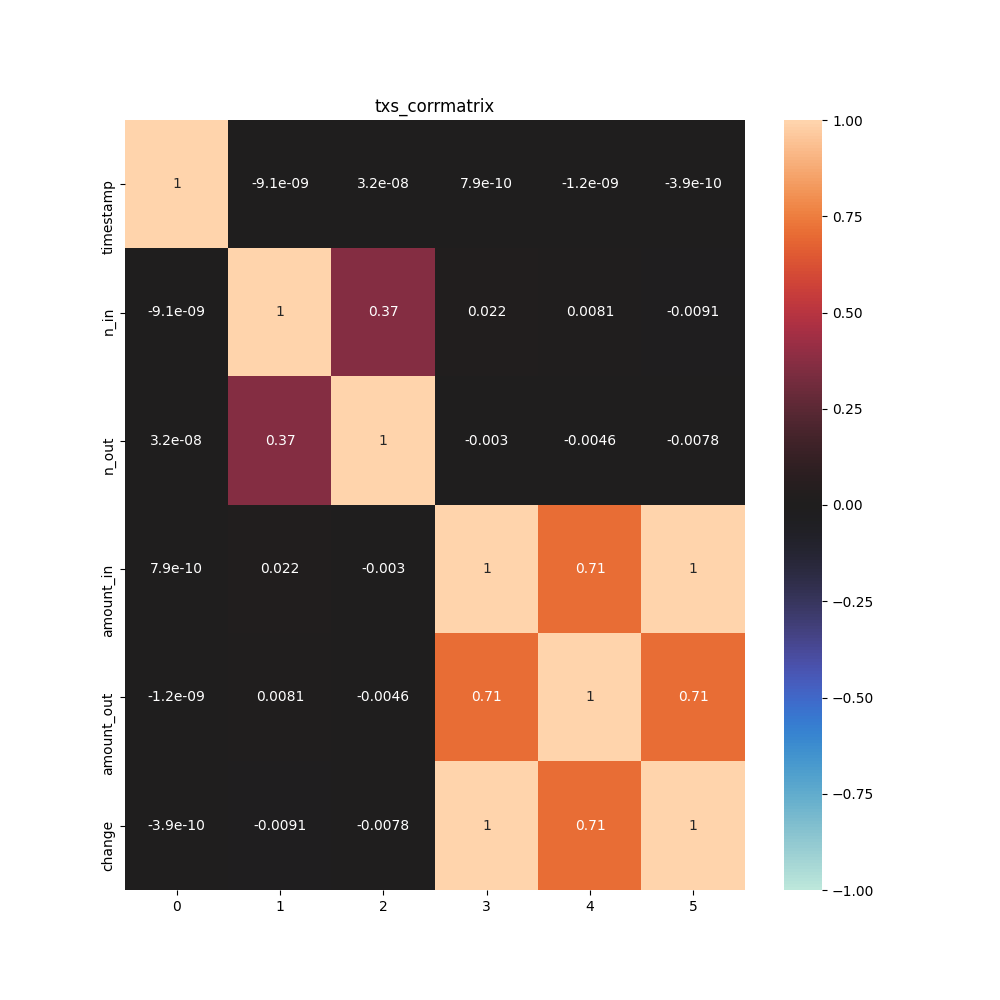 txs_corrmatrix
timestamp 1 -9.1e-09 3.2e-08 7.9e-10 -1.2e-09 -3.9e-10
n_in -9.1e-09 1 0.37 0.022 0.0081 -0.0091
n_out 3.2e-08 0.37 1 -0.003 -0.0046 -0.0078
amount_in 7.9e-10 0.022 -0.003 1 0.71 1
amount_out -1.2e-09 0.0081 -0.0046 0.71 1 0.71
change -3.9e-10 -0.0091 -0.0078 1 0.71 1
0 1 2 3 4 5
1.00
0.75
0.50
0.25
0.00
−0.25
−0.50
−0.75
−1.00